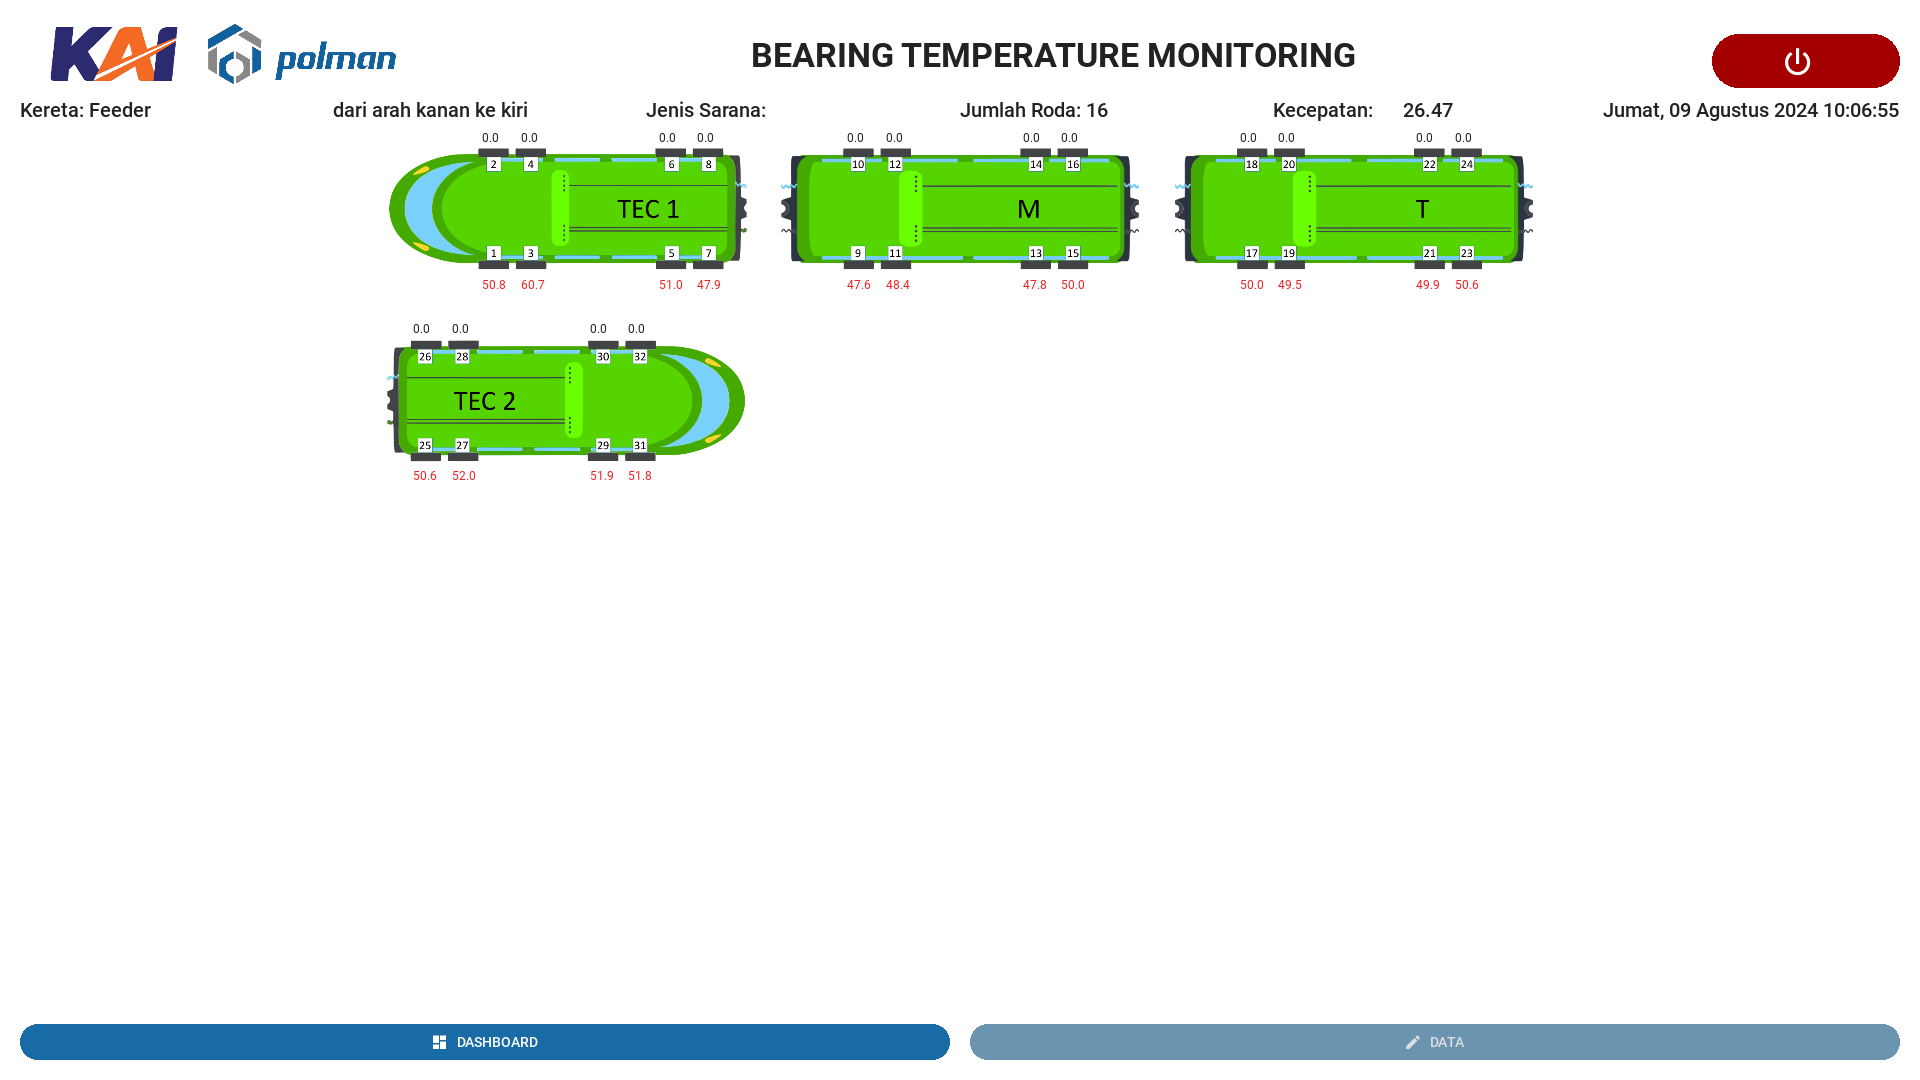 KAI polman BEARING TEMPERATURE MONITORING
Kereta: Feeder dari arah kanan ke kiri Jenis Sarana: Jumlah Roda: 16 Kecepatan: 26.47 Jumat, 09 Agustus 2024 10:06:55
0.0 0.0 0.0 0.0 0.0 0.0 0.0 0.0 0.0 0.0 0.0 0.0
2 4 6 8 10 12 14 16 18 20 22 24
TEC 1 M T
1 3 5 7 9 11 13 15 17 19 21 23
50.8 60.7 51.0 47.9 47.6 48.4 47.8 50.0 50.0 49.5 49.9 50.6
0.0 0.0 0.0 0.0
26 28 30 32
TEC 2
25 27 29 31
50.6 52.0 51.9 51.8
DASHBOARD DATA